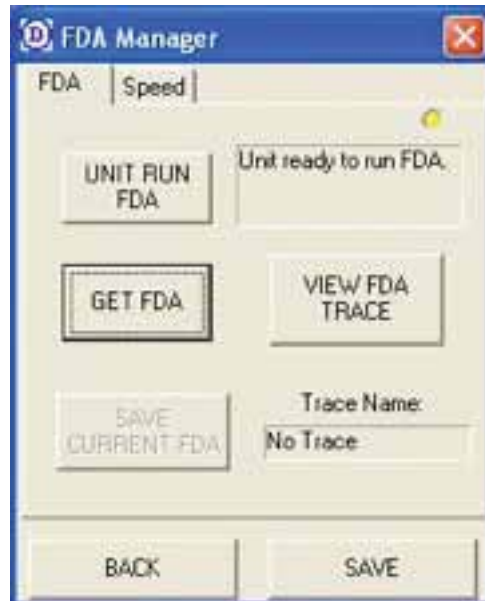 FDA Manager
FDA
Speed
UNIT RUN
FDA
Unit ready to run FDA.
GET FDA
VIEW FDA
TRACE
SAVE
CURRENT FDA
Trace Name:
No Trace
BACK
SAVE